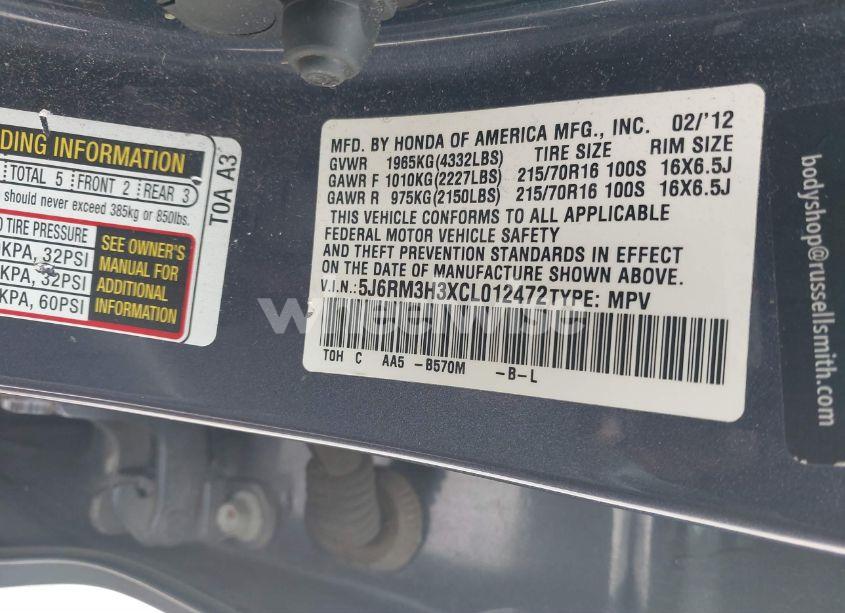 DING INFORMATION
TOTAL 5 FRONT 2 REAR 3
should never exceed 385kg or 850lbs.
TIRE PRESSURE
KPA, 32PSI
KPA, 32PSI
KPA, 60PSI
SEE OWNER'S
MANUAL FOR
ADDITIONAL
INFORMATION
T0A A3
MFD. BY HONDA OF AMERICA MFG., INC. 02/'12
GVWR 1965KG(4332LBS) TIRE SIZE RIM SIZE
GAWR F 1010KG(2227LBS) 215/70R16 100S 16X6.5J
GAWR R 975KG(2150LBS) 215/70R16 100S 16X6.5J
THIS VEHICLE CONFORMS TO ALL APPLICABLE
FEDERAL MOTOR VEHICLE SAFETY
AND THEFT PREVENTION STANDARDS IN EFFECT
ON THE DATE OF MANUFACTURE SHOWN ABOVE.
V.I.N.: 5J6RM3H3XCL012472 TYPE: MPV
T0H C AA5 -B570M -B-L
wheelwise
bodyshop@russellsmith.com